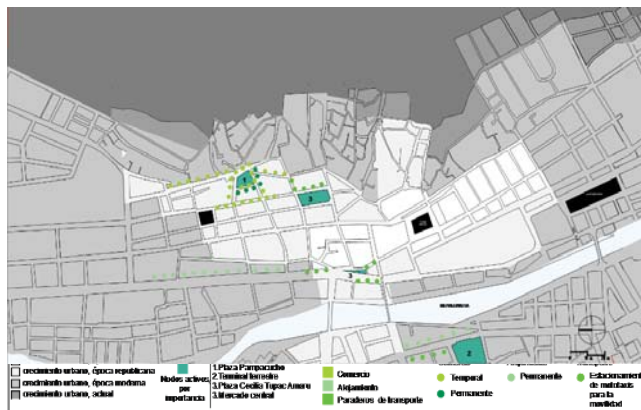 1
3
3
2
crecimiento urbano, época republicana
crecimiento urbano, época moderna
crecimiento urbano, actual
Nodos activos
por
importancia
1.Plaza Pampacucho
2.Terminal terrestre
3.Plaza Cecilia Tupac Amaru
4.Mercado central
Comercio
Alojamiento
Paraderos de transporte
Temporal
Permanente
Permanente
Estacionamiento
de mototaxis
para la
movilidad